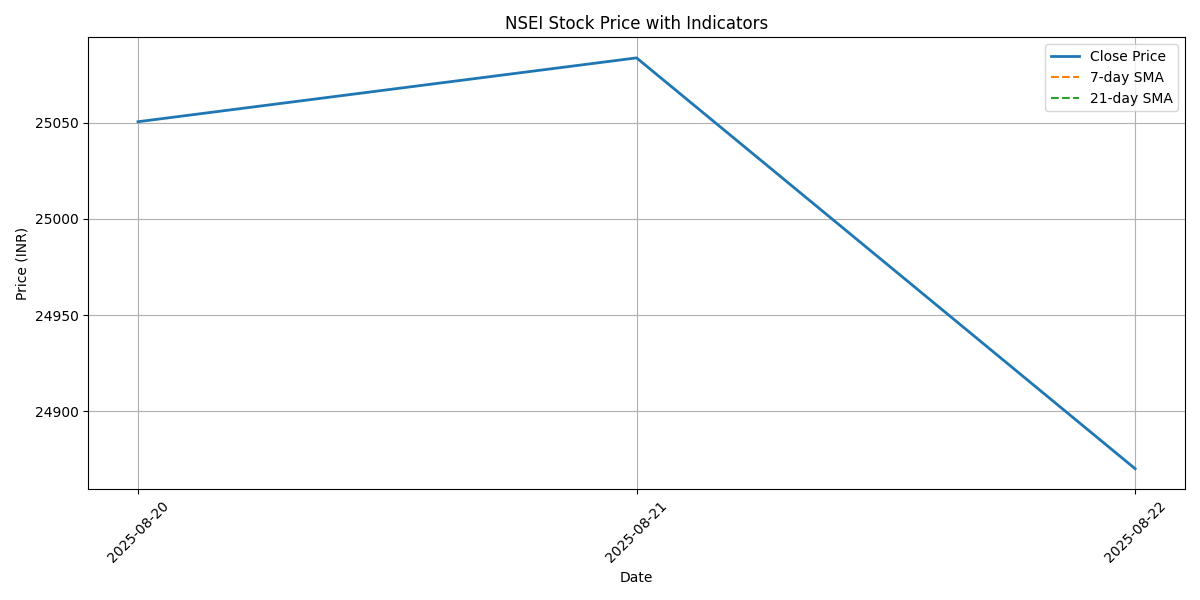 NSEI Stock Price with Indicators
Close Price
7-day SMA
21-day SMA
Price (INR)
25050
25000
24950
24900
2025-08-20
2025-08-21
2025-08-22
Date